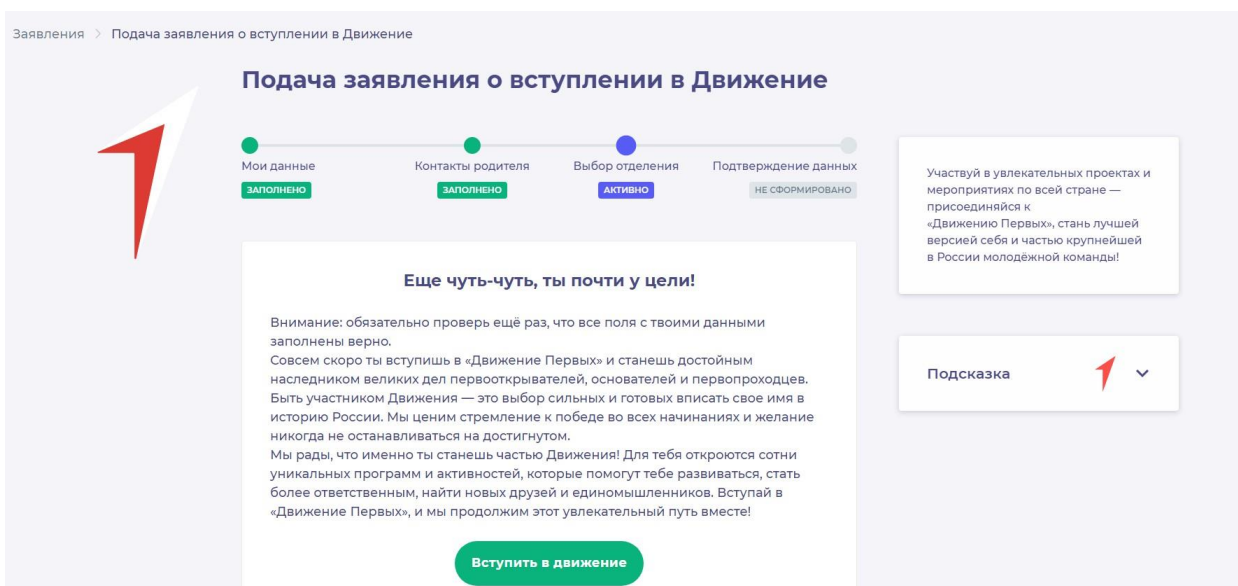 Заявления > Подача заявления о вступлении в Движение
Подача заявления о вступлении в Движение
Мои данные
ЗАПОЛНЕНО
Контакты родителя
ЗАПОЛНЕНО
Выбор отделения
АКТИВНО
Подтверждение данных
НЕ СФОРМИРОВАНО
Еще чуть-чуть, ты почти у цели!
Внимание: обязательно проверь ещё раз, что все поля с твоими данными
заполнены верно.
Совсем скоро ты вступишь в «Движение Первых» и станешь достойным
наследником великих дел первооткрывателей, основателей и первопроходцев.
Быть участником Движения — это выбор сильных и готовых вписать свое имя в
историю России. Мы ценим стремление к победе во всех начинаниях и желание
никогда не останавливаться на достигнутом.
Мы рады, что именно ты станешь частью Движения! Для тебя откроются сотни
уникальных программ и активностей, которые помогут тебе развиваться, стать
более ответственным, найти новых друзей и единомышленников. Вступай в
«Движение Первых», и мы продолжим этот увлекательный путь вместе!
Вступить в движение
Участвуй в увлекательных проектах и
мероприятиях по всей стране —
присоединяйся к
«Движению Первых», стань лучшей
версией себя и частью крупнейшей
в России молодёжной команды!
Подсказка